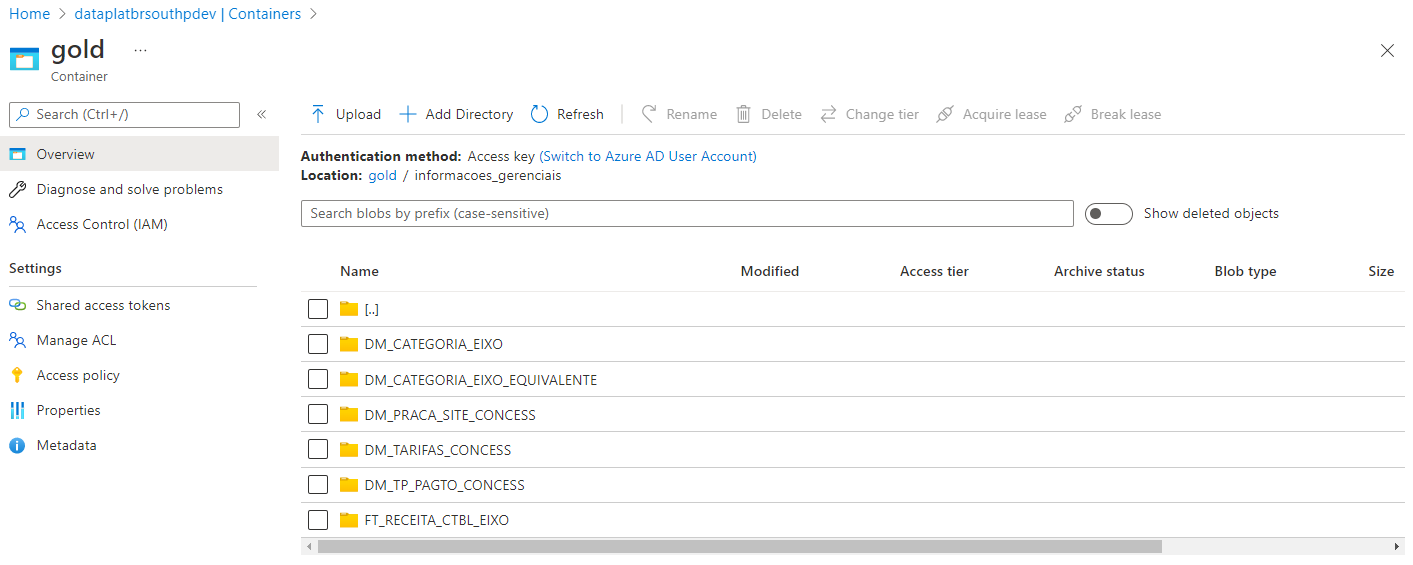 Home > dataplatbrsouthpdev | Containers >
gold ...
Container
Search (Ctrl+/) «
Overview
Diagnose and solve problems
Access Control (IAM)
Settings
Shared access tokens
Manage ACL
Access policy
Properties
Metadata
Upload Add Directory Refresh Rename Delete Change tier Acquire lease Break lease
Authentication method: Access key (Switch to Azure AD User Account)
Location: gold / informacoes_gerenciais
Search blobs by prefix (case-sensitive) Show deleted objects
Name Modified Access tier Archive status Blob type Size
[..]
DM_CATEGORIA_EIXO
DM_CATEGORIA_EIXO_EQUIVALENTE
DM_PRACA_SITE_CONCESS
DM_TARIFAS_CONCESS
DM_TP_PAGTO_CONCESS
FT_RECEITA_CTBL_EIXO